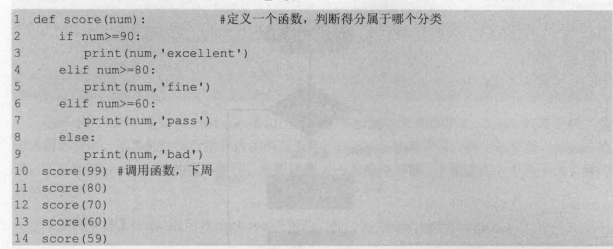 1 def score(num):          #定义一个函数，判断得分属于哪个分类
2     if num>=90:
3         print(num,'excellent')
4     elif num>=80:
5         print(num,'fine')
6     elif num>=60:
7         print(num,'pass')
8     else:
9         print(num,'bad')
10 score(99) #调用函数，下周
11 score(80)
12 score(70)
13 score(60)
14 score(59)